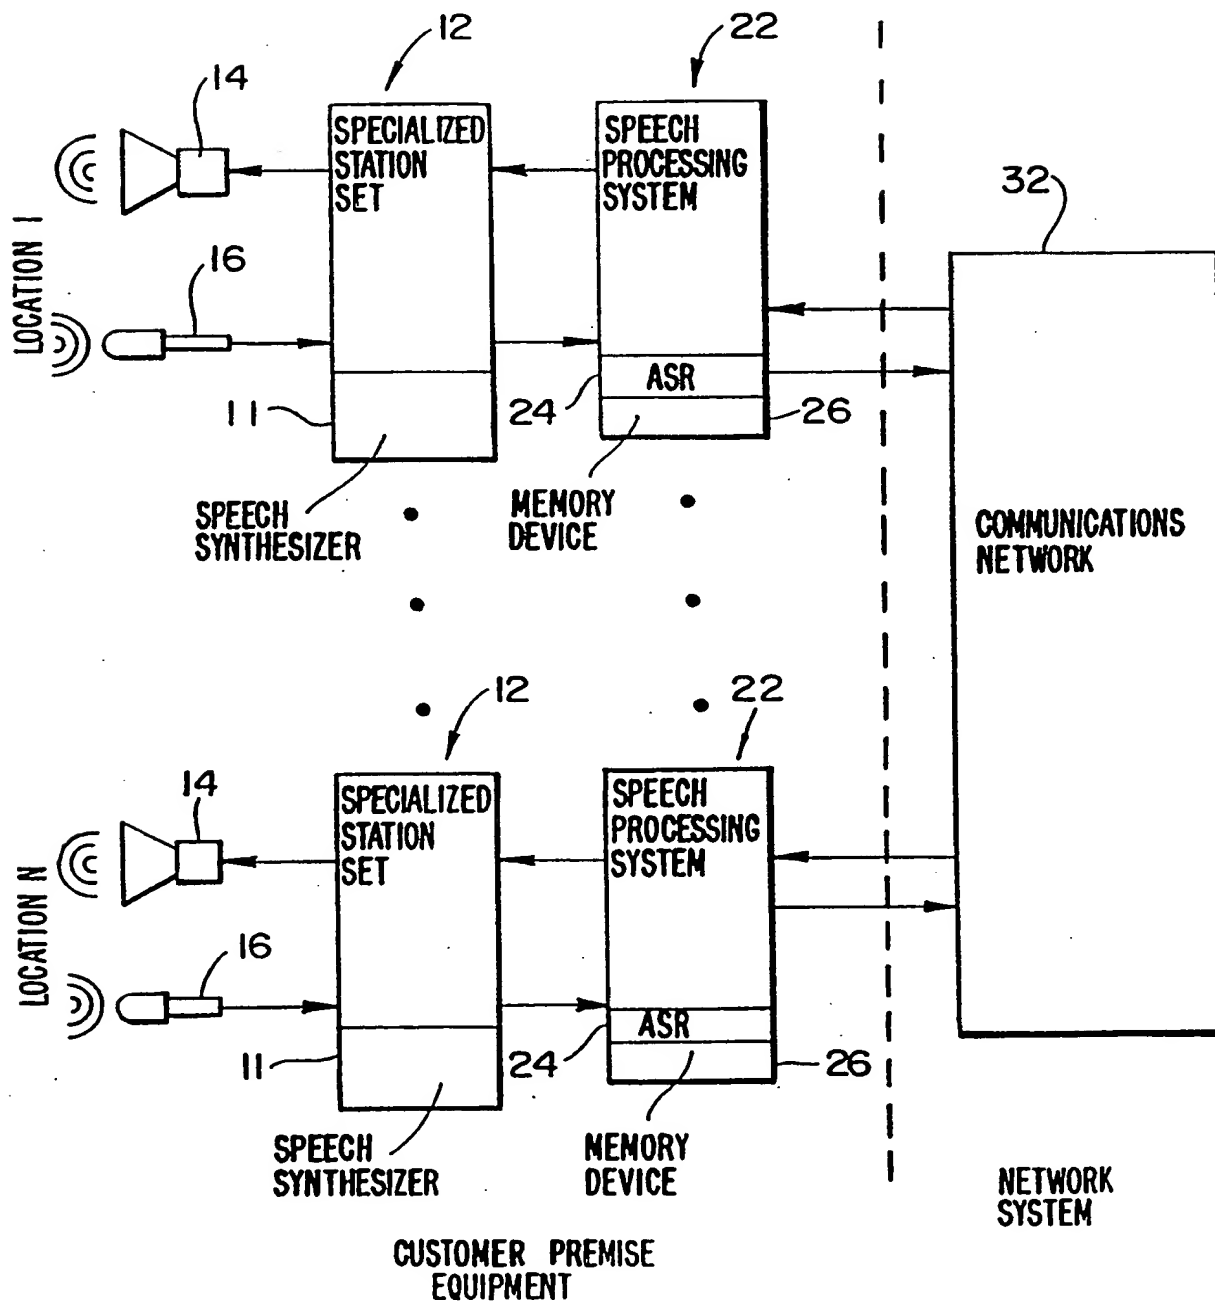 12
22
14
SPECIALIZED
STATION
SET
SPEECH
PROCESSING
SYSTEM
32
LOCATION 1
16
ASR
11
24
26
SPEECH
SYNTHESIZER
MEMORY
DEVICE
COMMUNICATIONS
NETWORK
12
22
14
SPECIALIZED
STATION
SET
SPEECH
PROCESSING
SYSTEM
LOCATION N
16
ASR
11
24
26
SPEECH
SYNTHESIZER
MEMORY
DEVICE
NETWORK
SYSTEM
CUSTOMER PREMISE
EQUIPMENT